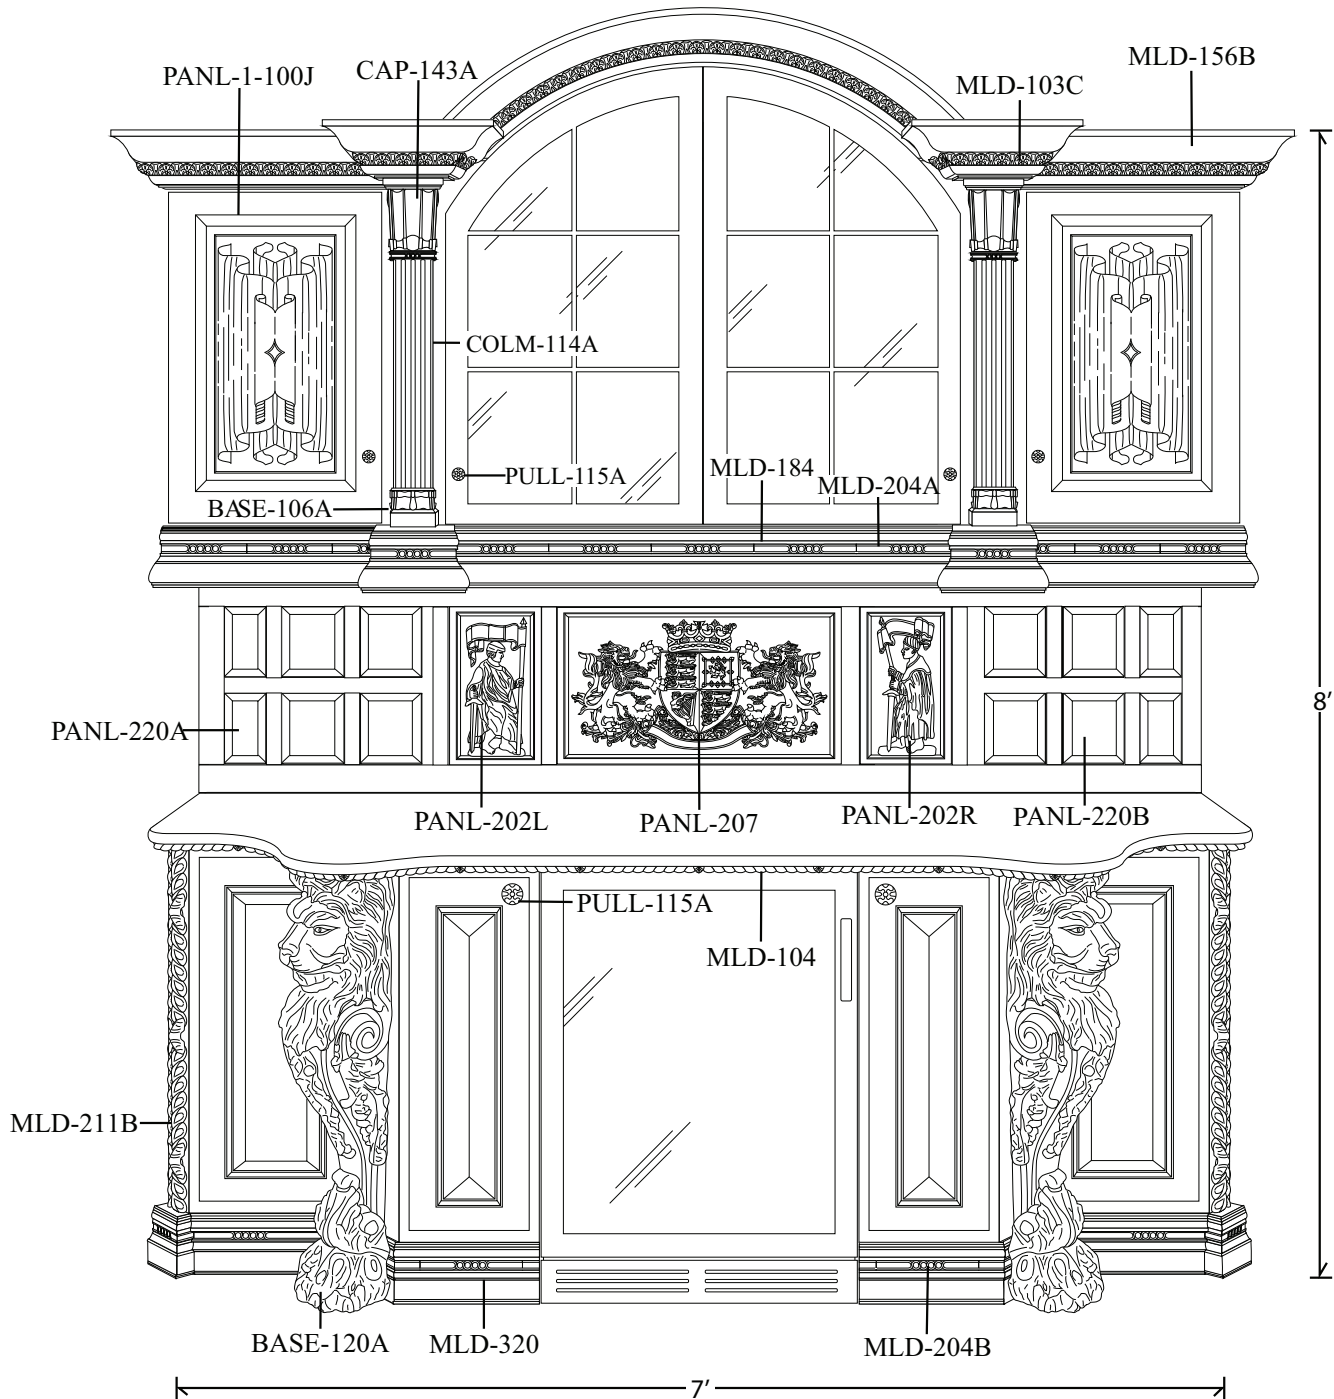 PANL-1-100J
CAP-143A
MLD-103C
MLD-156B
COLM-114A
PULL-115A
MLD-184
MLD-204A
BASE-106A
8'
PANL-220A
PANL-202L
PANL-207
PANL-202R
PANL-220B
PULL-115A
MLD-104
MLD-211B
BASE-120A
MLD-320
MLD-204B
7'